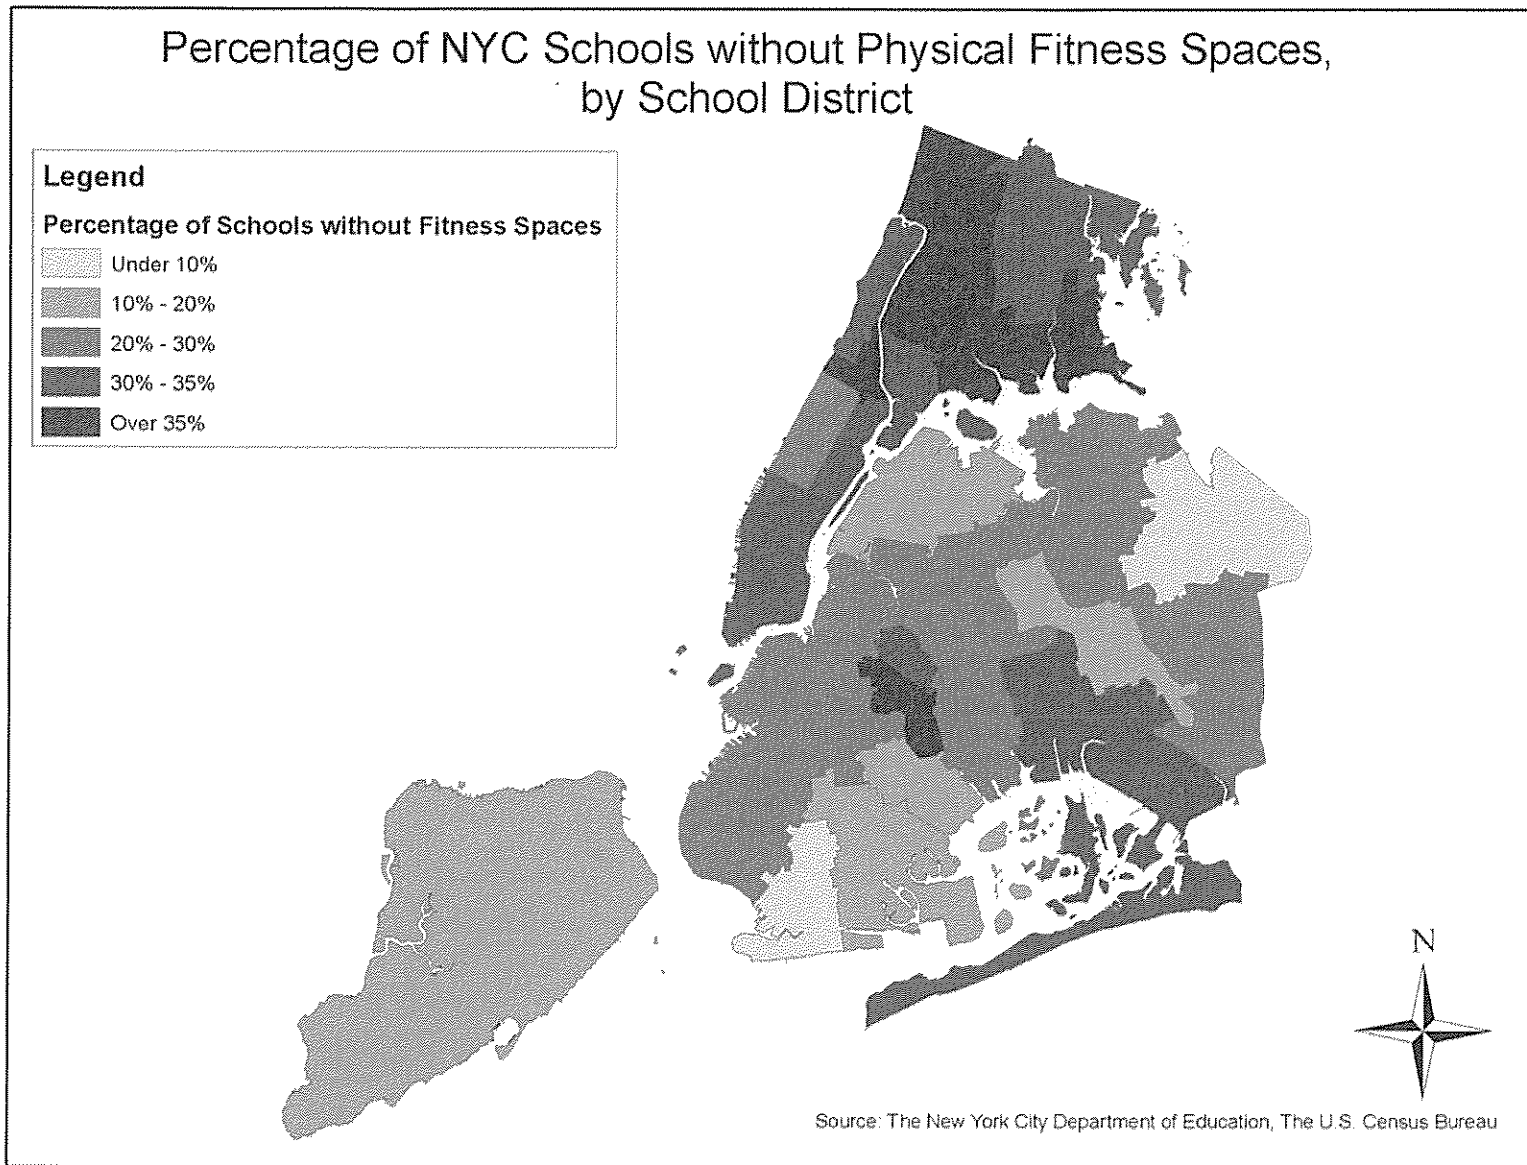 Percentage of NYC Schools without Physical Fitness Spaces,
by School District
Legend
Percentage of Schools without Fitness Spaces
Under 10%
10% - 20%
20% - 30%
30% - 35%
Over 35%
N
Source: The New York City Department of Education, The U.S. Census Bureau